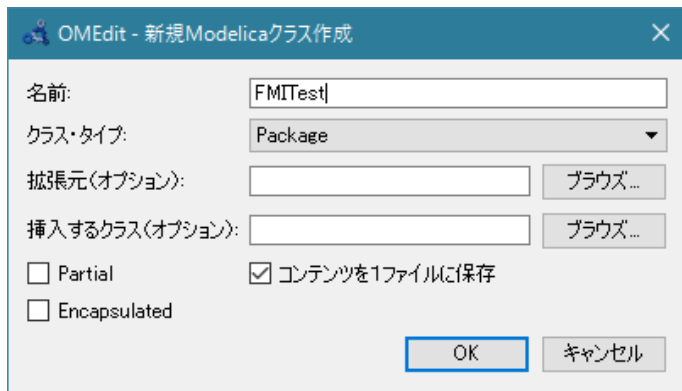 OMEdit - 新規Modelicaクラス作成
名前: FMITest
クラス・タイプ: Package
拡張元(オプション): ブラウズ...
挿入するクラス(オプション): ブラウズ...
Partial コンテンツを1ファイルに保存
Encapsulated
OK キャンセル